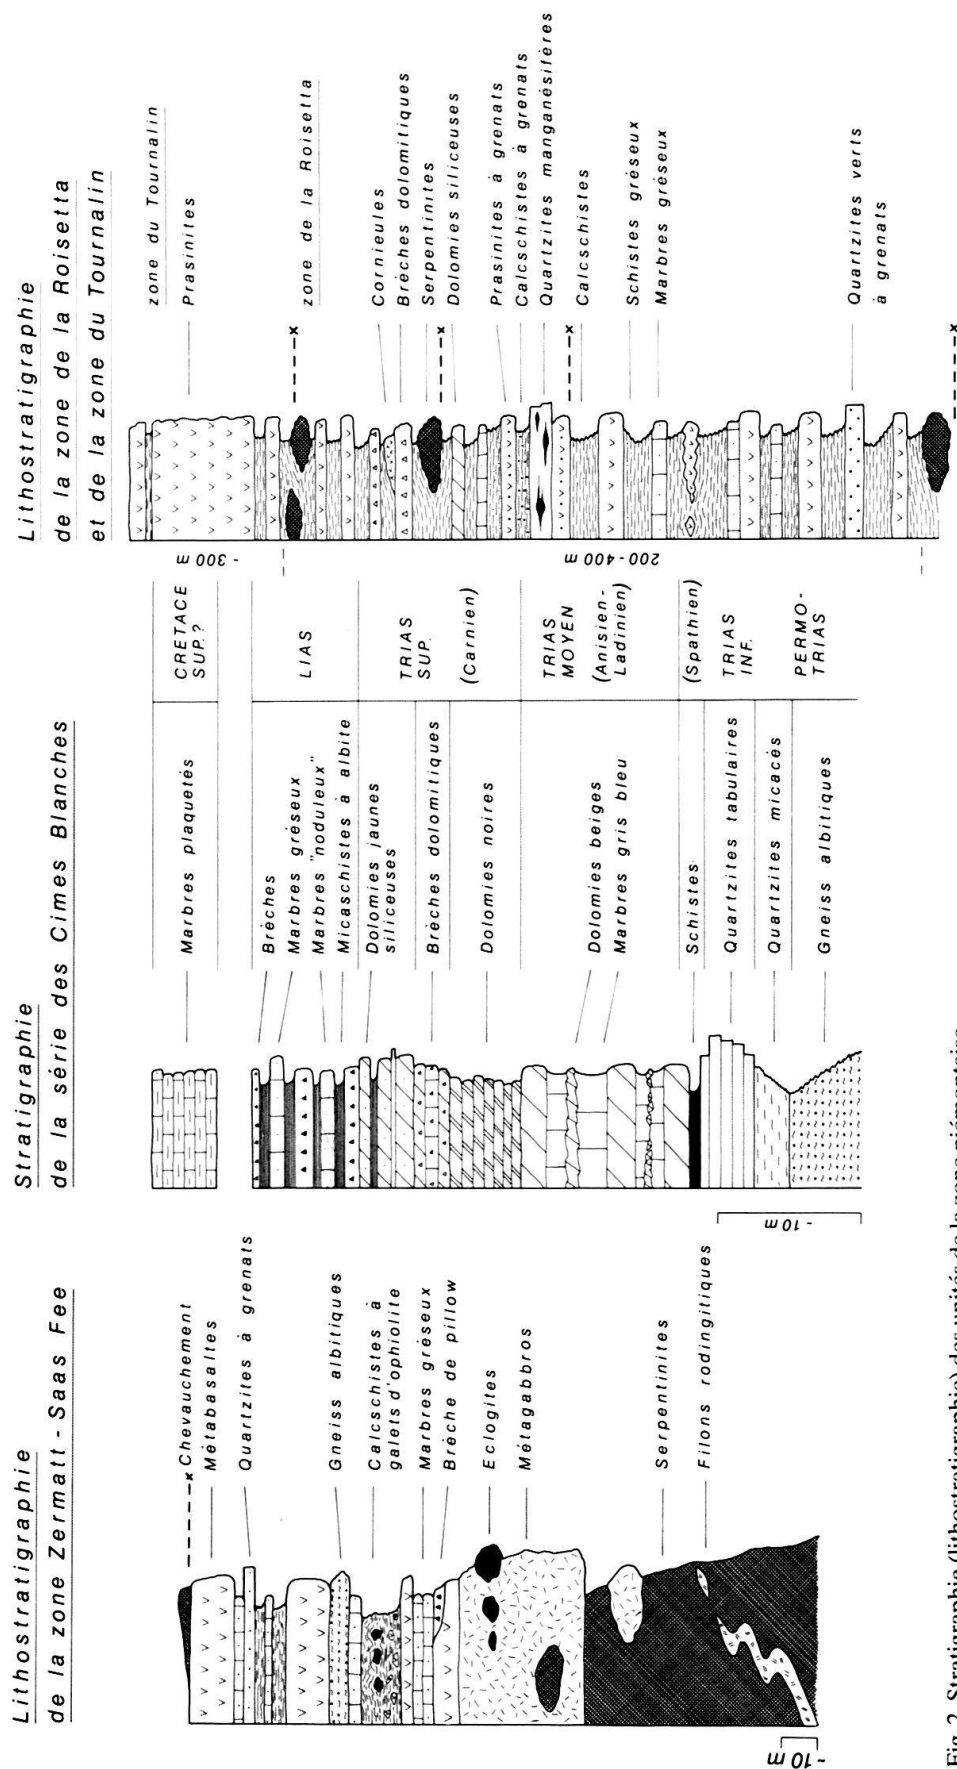 Lithostratigraphie
de la zone Zermatt - Saas Fee
Chevauchement
Métabasaltes
Quartzites à grenats
Gneiss albitiques
Calcschistes à
galets d'ophiolite
Marbres gréseux
Brèche de pillow
Eclogites
Métagabbros
Serpentinites
Filons rodingitiques
~10 m
Stratigraphie
de la série des Cimes Blanches
Marbres plaquetés
Brèches
Marbres gréseux
Marbres "noduleux"
Micaschistes à albite
Dolomies jaunes
siliceuses
Brèches dolomitiques
Dolomies noires
Dolomies beiges
Marbres gris bleu
Schistes
Quartzites tabulaires
Quartzites micacés
Gneiss albitiques
~10 m
CRETACE
SUP.?
LIAS
TRIAS
SUP.
(Carnien)
TRIAS
MOYEN
(Anisien-
Ladinien)
(Spathien)
TRIAS
INF.
PERMO-
TRIAS
Lithostratigraphie
de la zone de la Roisetta
et de la zone du Tournalin
~300 m
200-400 m
zone du Tournalin
Prasinites
zone de la Roisetta
Cornieules
Brèches dolomitiques
Serpentinites
Dolomies siliceuses
Prasinites à grenats
Calcschistes à grenats
Quartzites manganésifères
Calcschistes
Schistes gréseux
Marbres gréseux
Quartzites verts
à grenats
Fig. 2. Stratigraphie (lithostratigraphie) des unités de la zone piémontaise